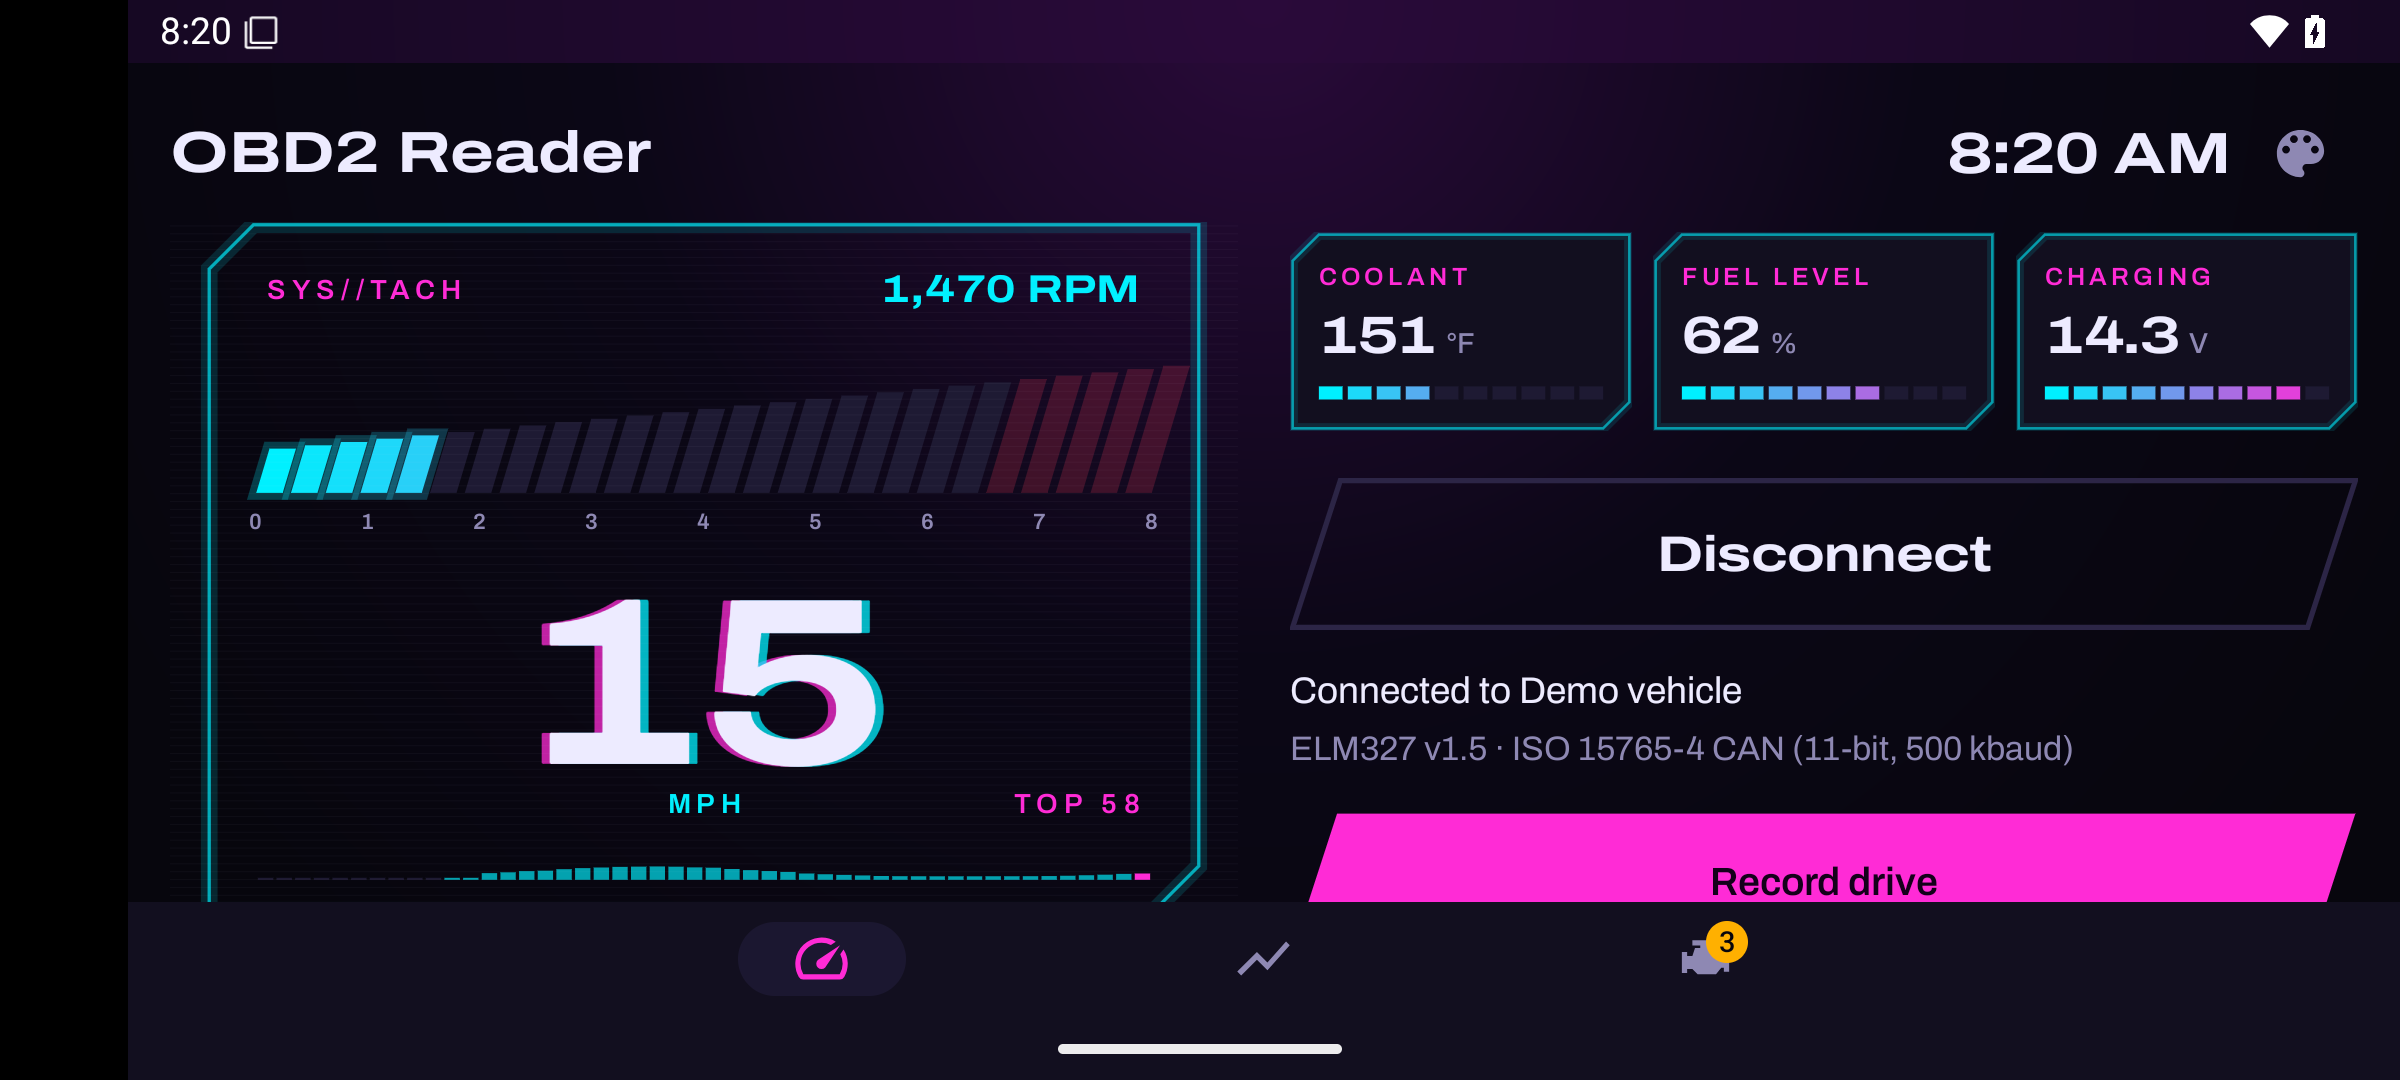 8:20
OBD2 Reader
8:20 AM
SYS//TACH
1,470 RPM
0 1 2 3 4 5 6 7 8
15
MPH
TOP 58
COOLANT
151 °F
FUEL LEVEL
62 %
CHARGING
14.3 V
Disconnect
Connected to Demo vehicle
ELM327 v1.5 · ISO 15765-4 CAN (11-bit, 500 kbaud)
Record drive
3